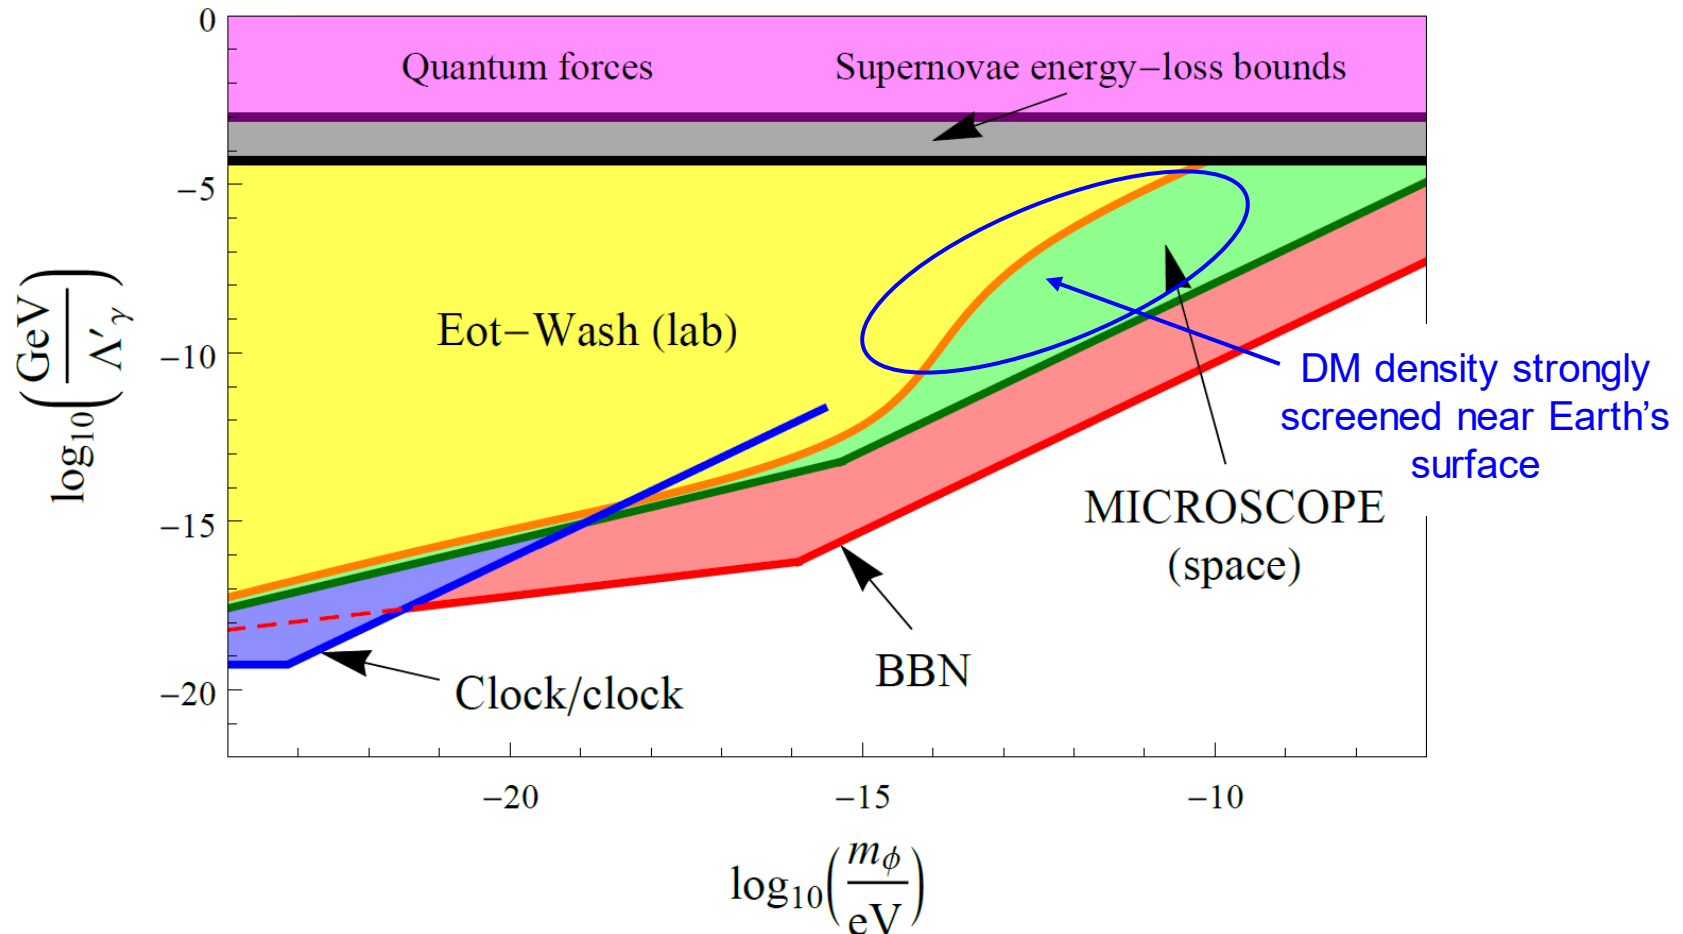 0
Quantum forces
Supernovae energy−loss bounds
−5
Eot−Wash (lab)
−10
DM density strongly
screened near Earth’s
surface
MICROSCOPE
(space)
−15
BBN
Clock/clock
−20
log10(GeV/Λ′γ)
−20
−15
−10
log10(mϕ/eV)